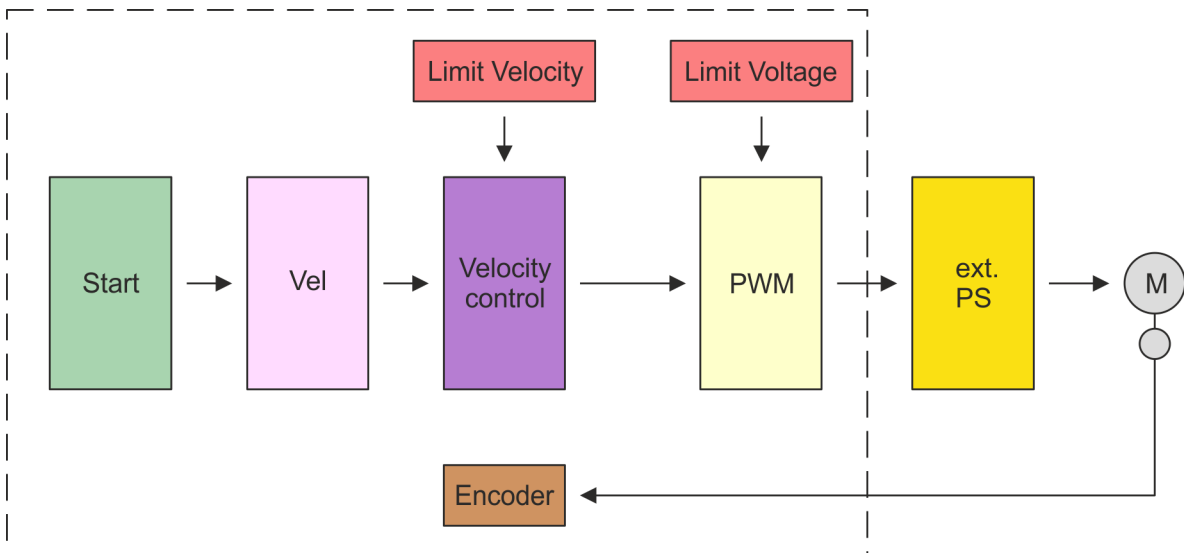 Limit Velocity
Limit Voltage
Start
Vel
Velocity
control
PWM
ext.
PS
M
Encoder